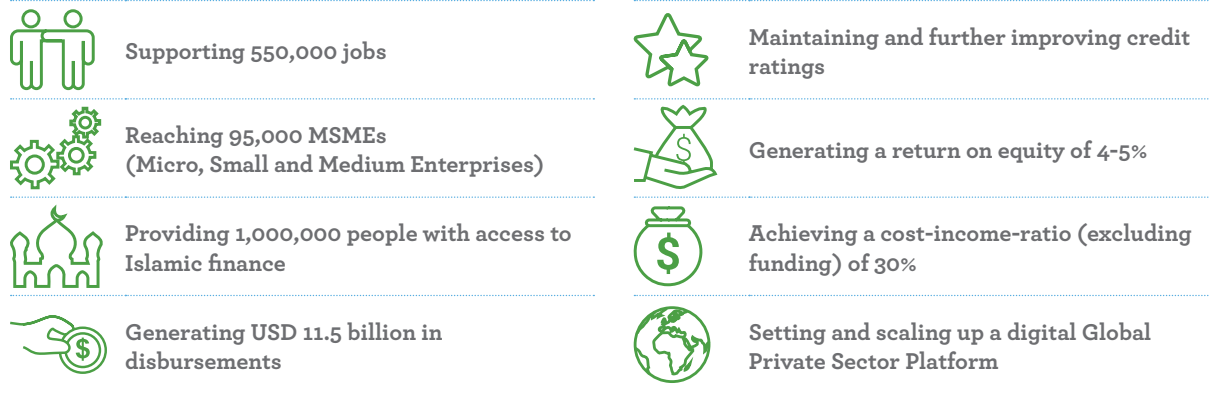 Supporting 550,000 jobs
Reaching 95,000 MSMEs
(Micro, Small and Medium Enterprises)
Providing 1,000,000 people with access to
Islamic finance
Generating USD 11.5 billion in
disbursements
Maintaining and further improving credit
ratings
$
Generating a return on equity of 4-5%
$
Achieving a cost-income-ratio (excluding
funding) of 30%
$
Setting and scaling up a digital Global
Private Sector Platform